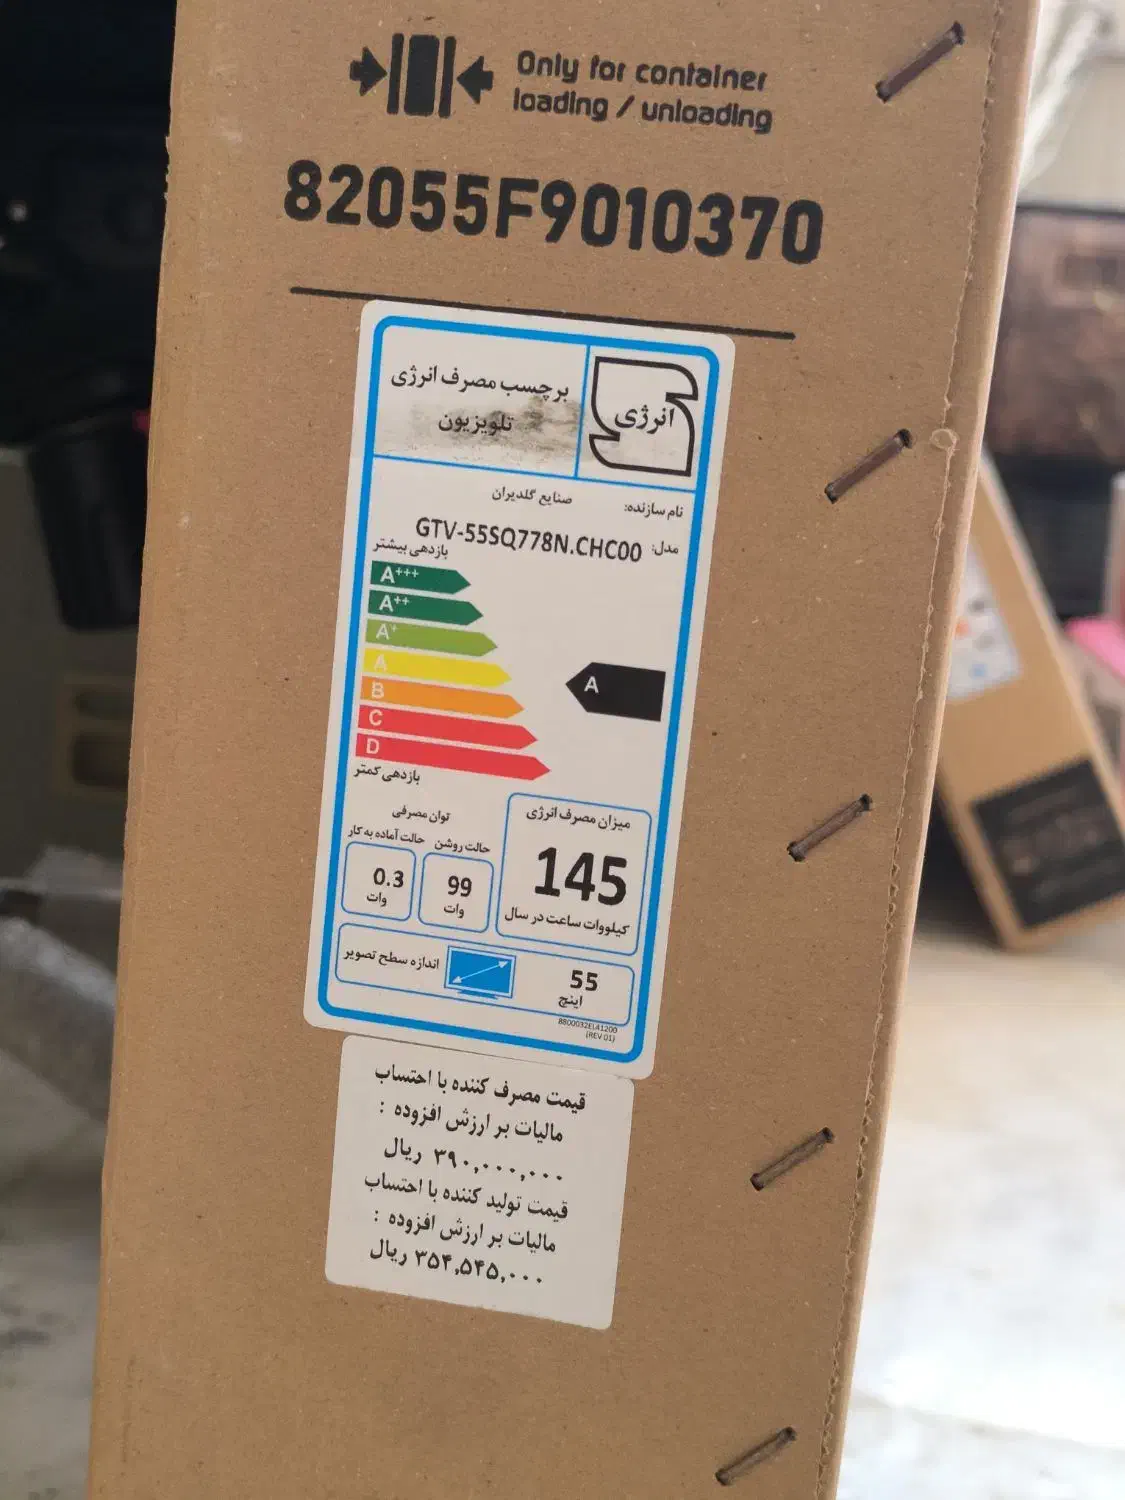 Only for container
loading / unloading
82055F9010370
برچسب مصرف انرژی
تلویزیون
انرژی
نام سازنده: صنایع گلدیران
مدل: GTV-55SQ778N.CHC00
بازدهی بیشتر
A+++
A++
A+
A
B
C
D
A
بازدهی کمتر
میزان مصرف انرژی
145
کیلووات ساعت در سال
توان مصرفی
حالت روشن
99
وات
حالت آماده به کار
0.3
وات
55
اینچ
اندازه سطح تصویر
8800032EL41200
(REV 01)
قیمت مصرف کننده با احتساب
مالیات بر ارزش افزوده :
۳۹۰,۰۰۰,۰۰۰ ریال
قیمت تولید کننده با احتساب
مالیات بر ارزش افزوده :
۳۵۴,۵۴۵,۰۰۰ ریال